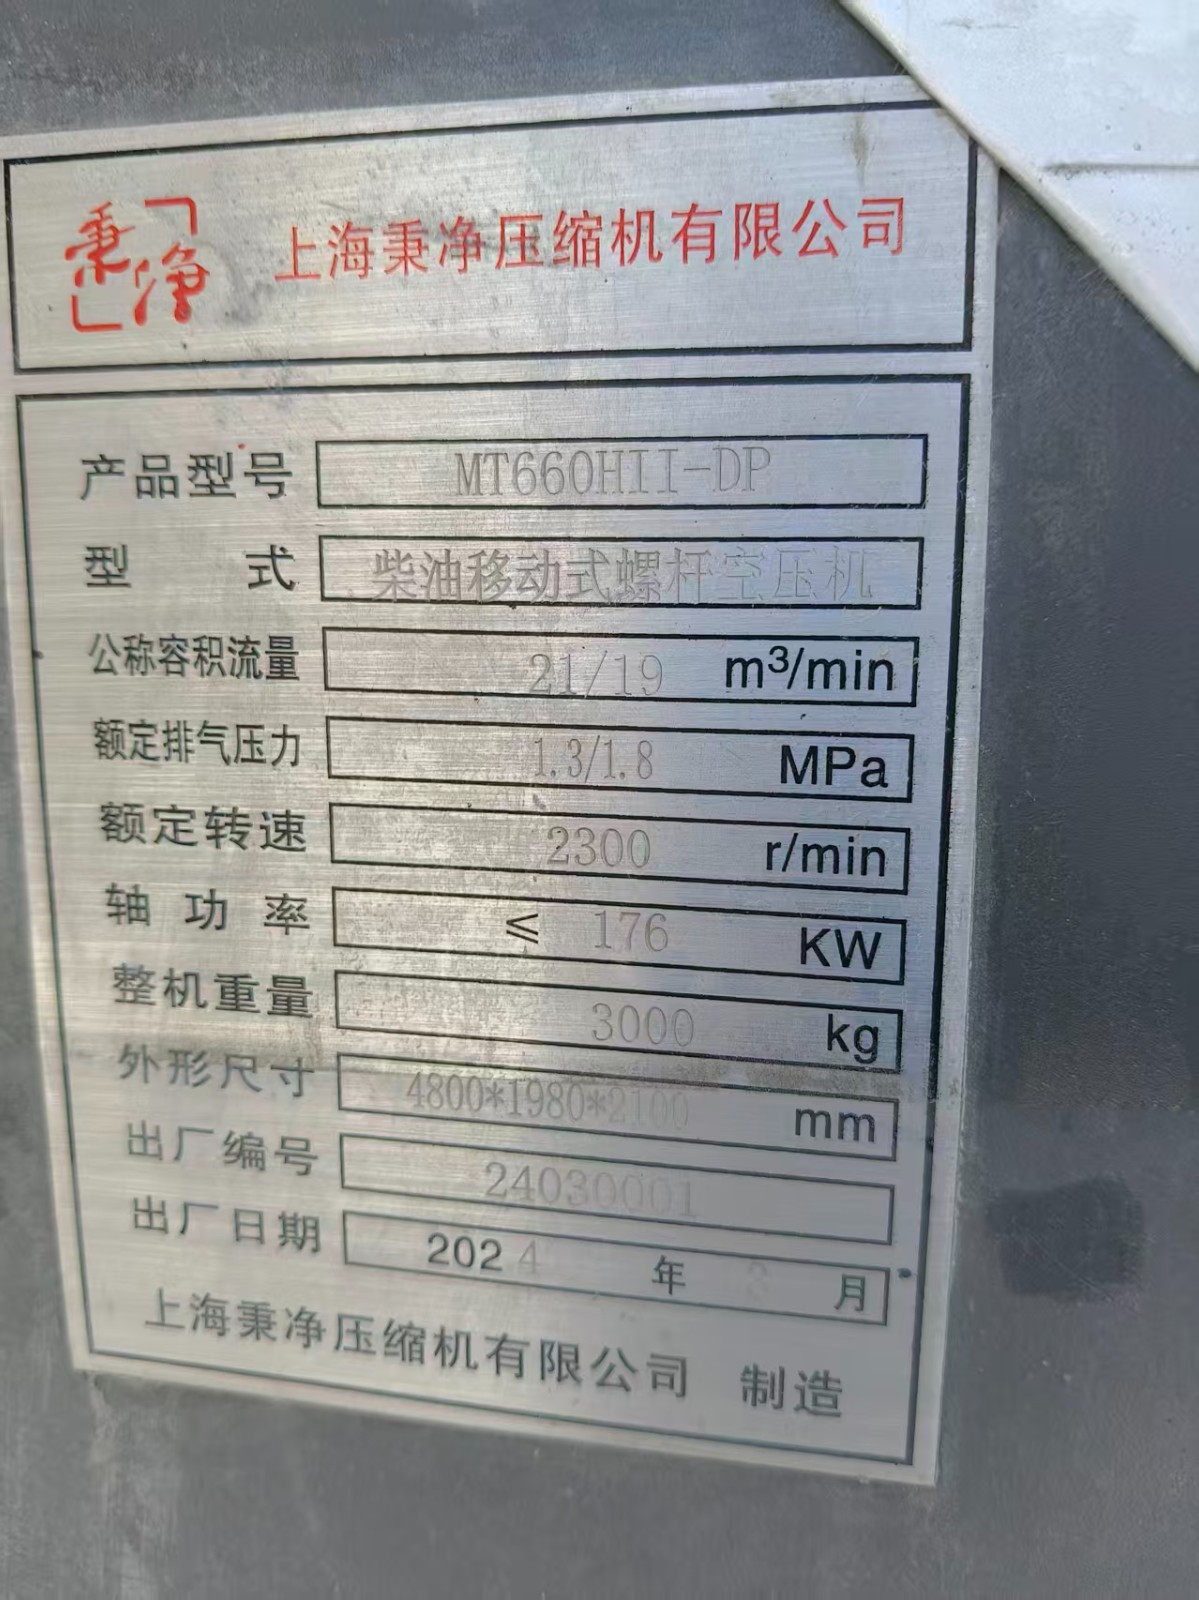 秉净 上海秉净压缩机有限公司
产品型号 MT660HII-DP
型式 柴油移动式螺杆空压机
公称容积流量 21/19 m³/min
额定排气压力 1.3/1.8 MPa
额定转速 2300 r/min
轴功率 ≤ 176 KW
整机重量 3000 kg
外形尺寸 4800*1980*2100 mm
出厂编号 24030001
出厂日期 2024 年 3 月
上海秉净压缩机有限公司 制造